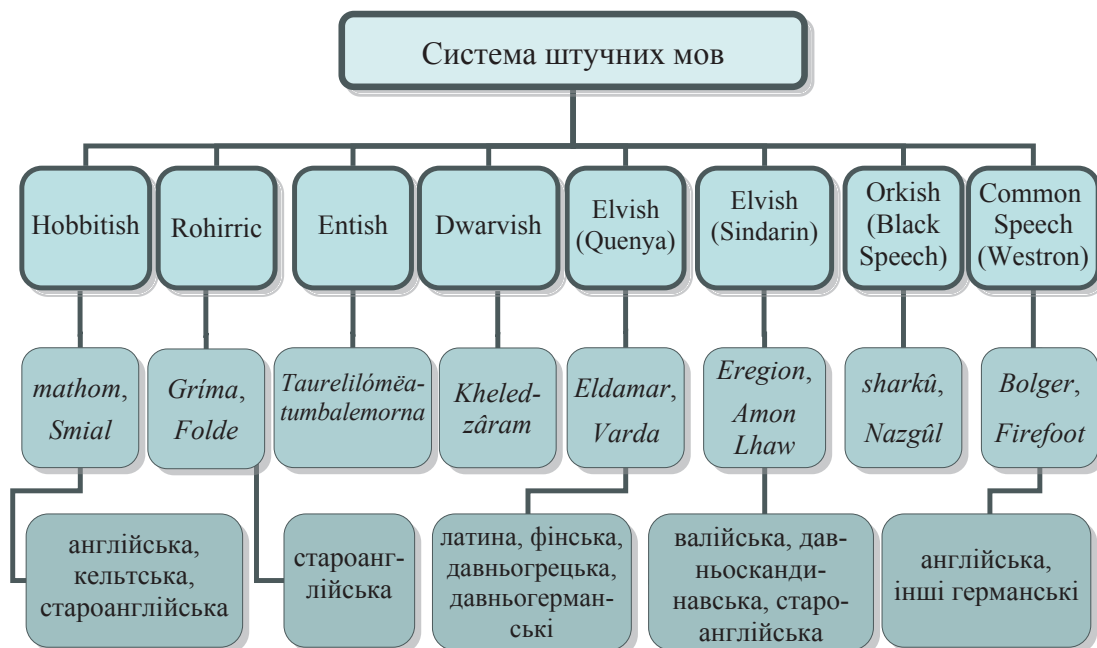 Система штучних мов
Hobbitish
Rohirric
Entish
Dwarvish
Elvish
(Quenya)
Elvish
(Sindarin)
Orkish
(Black
Speech)
Common
Speech
(Westron)
mathom,
Smial
Gríma,
Folde
Taurelilómëa-
tumbalemorna
Kheled-
zâram
Eldamar,
Varda
Eregion,
Amon
Lhaw
sharkû,
Nazgûl
Bolger,
Firefoot
англійська,
кельтська,
староанглійська
староанг-
лійська
латина, фінська,
давньогрецька,
давньогерман-
ські
валійська, дав-
ньосканди-
навська, старо-
англійська
англійська,
інші германські